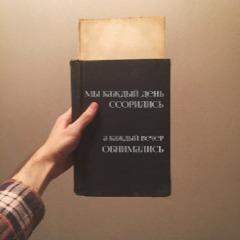 мы каждый день
ссорились
а каждый вечер
обнимались